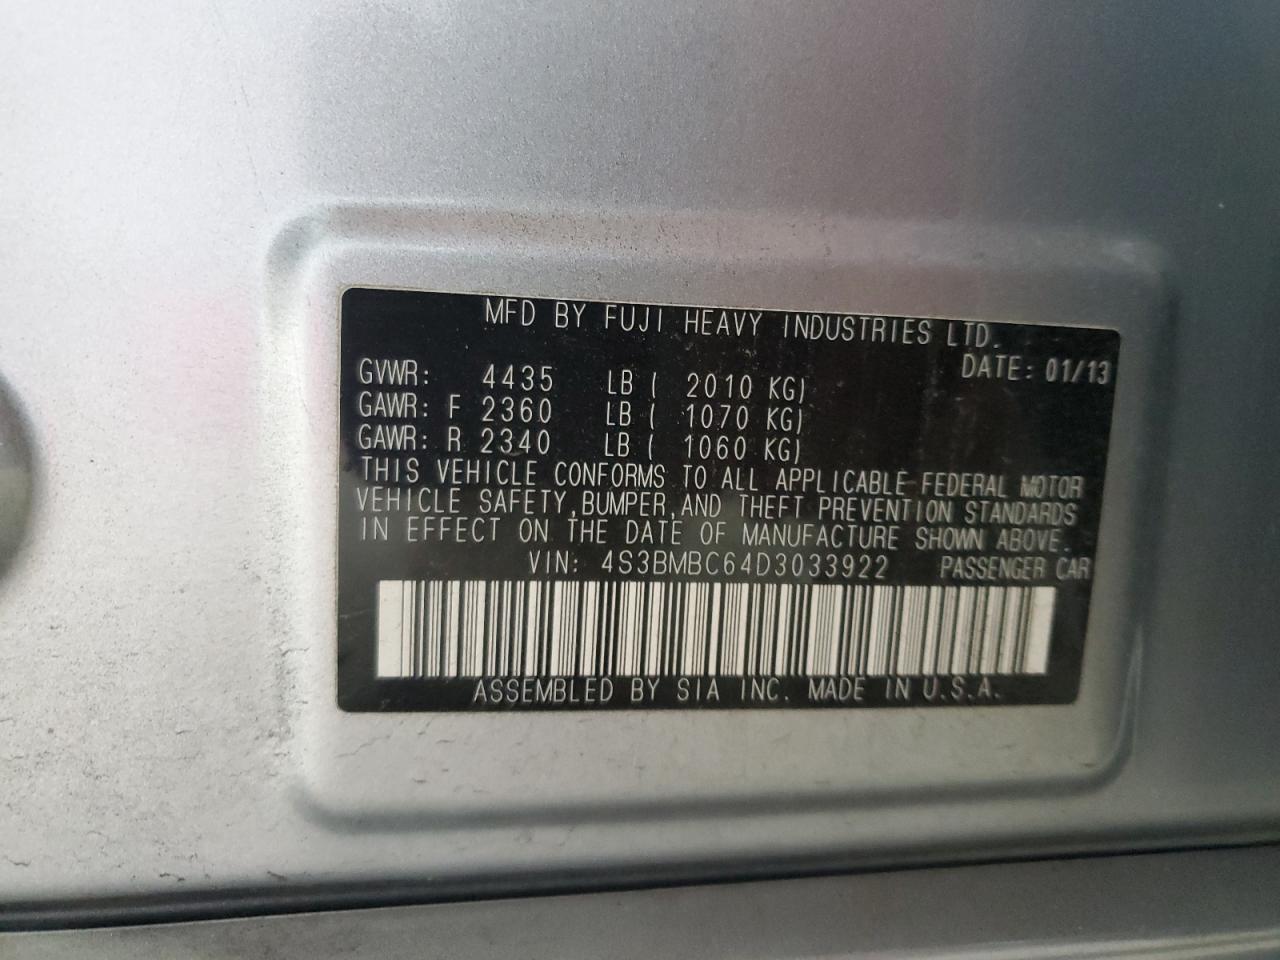 MFD BY FUJI HEAVY INDUSTRIES LTD.
DATE: 01/13
GVWR: 4435 LB ( 2010 KG)
GAWR: F 2360 LB ( 1070 KG)
GAWR: R 2340 LB ( 1060 KG)
THIS VEHICLE CONFORMS TO ALL APPLICABLE FEDERAL MOTOR
VEHICLE SAFETY,BUMPER,AND THEFT PREVENTION STANDARDS
IN EFFECT ON THE DATE OF MANUFACTURE SHOWN ABOVE.
VIN: 4S3BMBC64D3033922 PASSENGER CAR
ASSEMBLED BY SIA INC. MADE IN U.S.A.